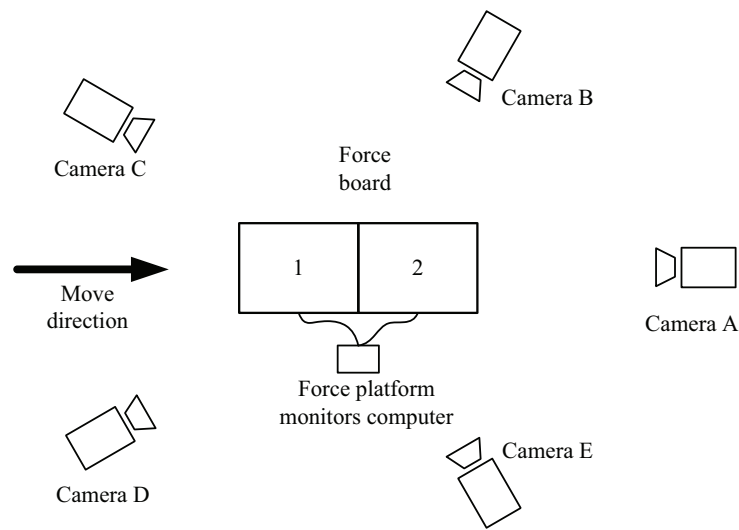 Camera B
Camera C
Force
board
1
2
Move
direction
Camera A
Force platform
monitors computer
Camera E
Camera D